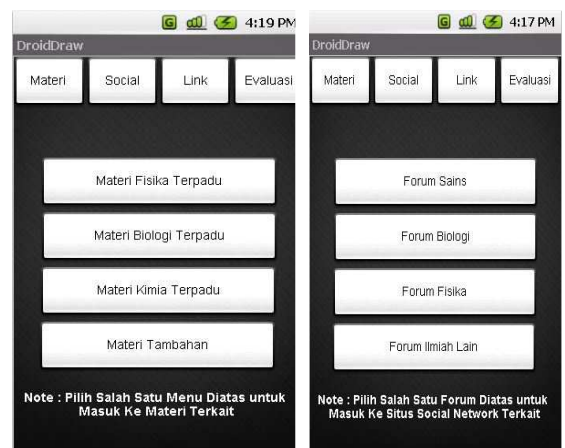 4:19 PM
DroidDraw
Materi Social Link Evaluasi
Materi Fisika Terpadu
Materi Biologi Terpadu
Materi Kimia Terpadu
Materi Tambahan
Note : Pilih Salah Satu Menu Diatas untuk
Masuk Ke Materi Terkait
4:17 PM
DroidDraw
Materi Social Link Evaluasi
Forum Sains
Forum Biologi
Forum Fisika
Forum Ilmiah Lain
Note : Pilih Salah Satu Forum Diatas untuk
Masuk Ke Situs Social Network Terkait